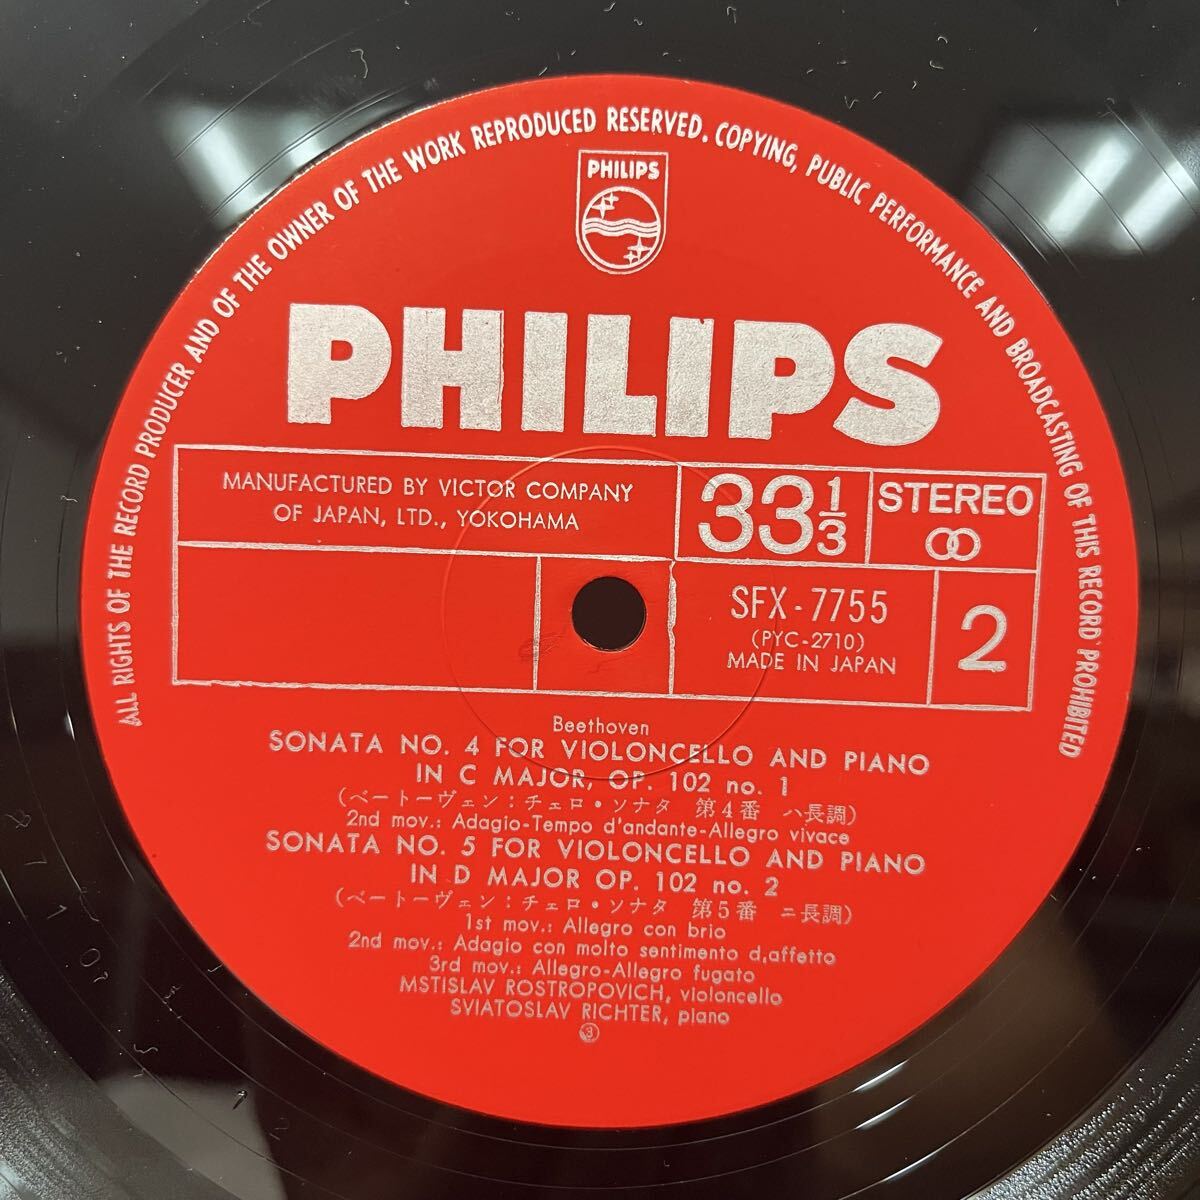 ALL RIGHTS OF THE RECORD PRODUCER AND OF THE OWNER OF THE WORK REPRODUCED RESERVED. COPYING, PUBLIC PERFORMANCE AND BROADCASTING OF THIS RECORD PROHIBITED
PHILIPS
PHILIPS
MANUFACTURED BY VICTOR COMPANY
OF JAPAN, LTD., YOKOHAMA
33 1/3
STEREO
SFX-7755
(PYC-2710)
MADE IN JAPAN
2
Beethoven
SONATA NO. 4 FOR VIOLONCELLO AND PIANO
IN C MAJOR, OP. 102 no. 1
(ベートーヴェン：チェロ・ソナタ 第4番 ハ長調)
2nd mov.: Adagio-Tempo d'andante-Allegro vivace
SONATA NO. 5 FOR VIOLONCELLO AND PIANO
IN D MAJOR OP. 102 no. 2
(ベートーヴェン：チェロ・ソナタ 第5番 ニ長調)
1st mov.: Allegro con brio
2nd mov.: Adagio con molto sentimento d,affetto
3rd mov.: Allegro-Allegro fugato
MSTISLAV ROSTROPOVICH, violoncello
SVIATOSLAV RICHTER, piano
3